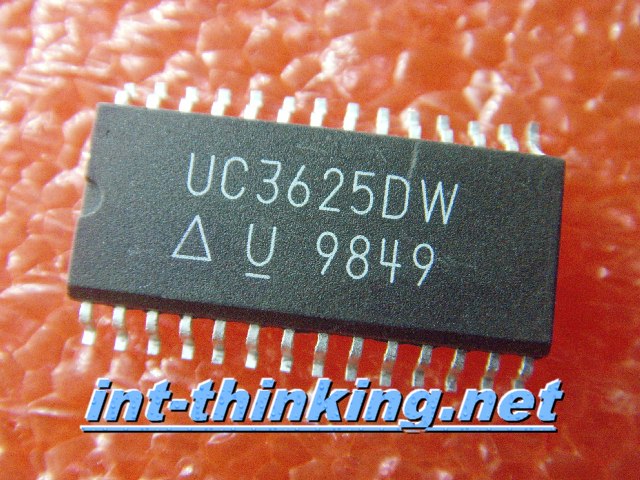 UC3625DW
△ U 9849
int-thinking.net